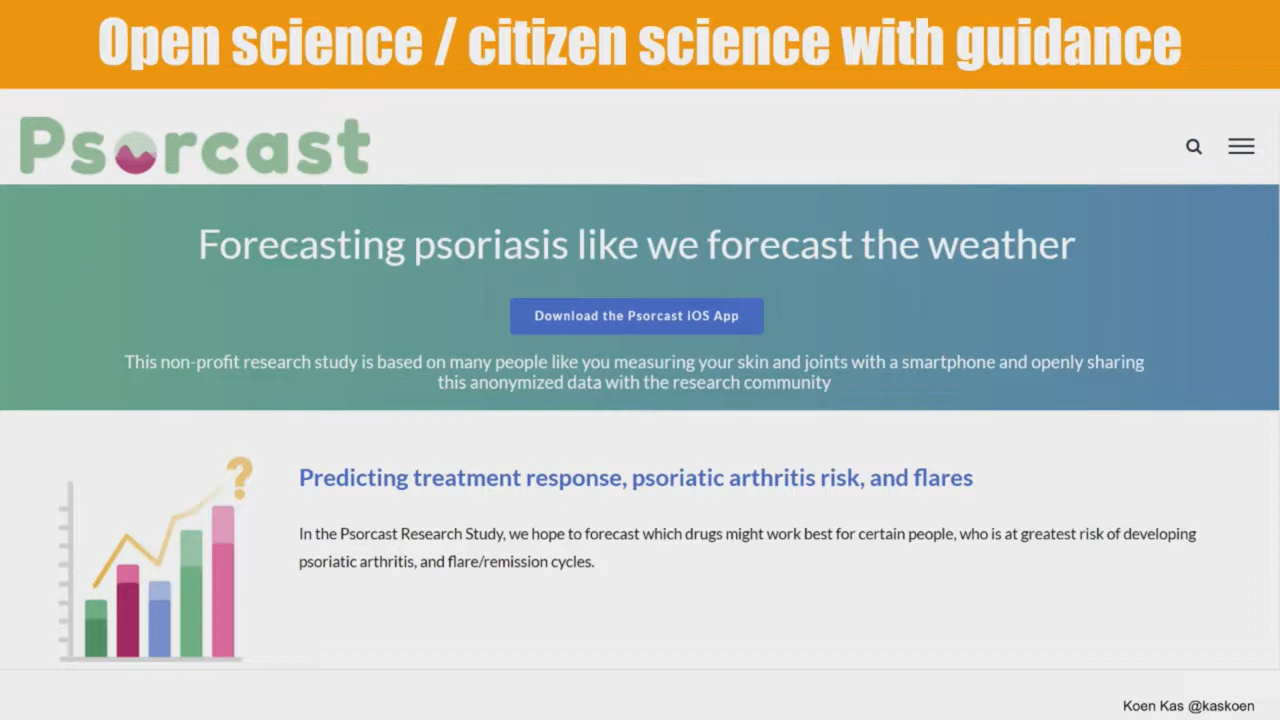 Open science / citizen science with guidance
Psorcast
Forecasting psoriasis like we forecast the weather
Download the Psorcast iOS App
This non-profit research study is based on many people like you measuring your skin and joints with a smartphone and openly sharing
this anonymized data with the research community
?
Predicting treatment response, psoriatic arthritis risk, and flares
In the Psorcast Research Study, we hope to forecast which drugs might work best for certain people, who is at greatest risk of developing
psoriatic arthritis, and flare/remission cycles.
Koen Kas @kaskoen